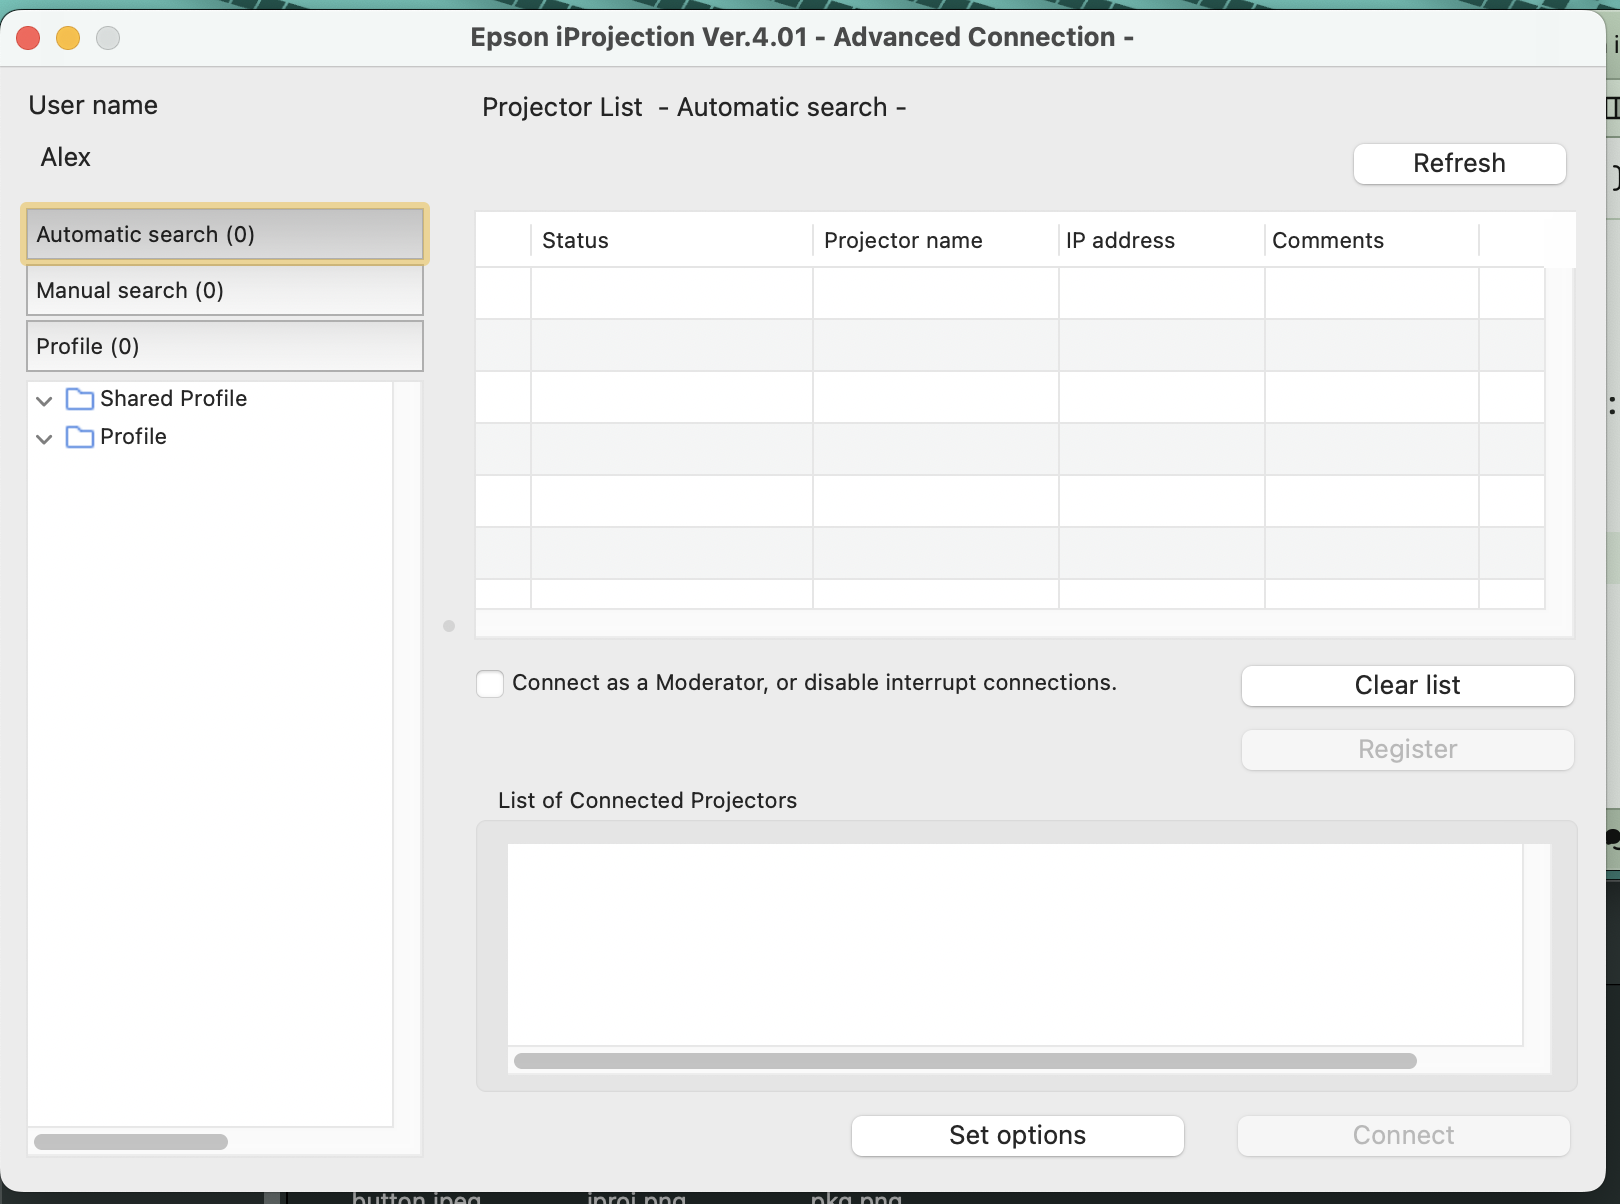 Epson iProjection Ver.4.01 - Advanced Connection -
User name
Alex
Projector List - Automatic search -
Refresh
Automatic search (0)
Manual search (0)
Profile (0)
Shared Profile
Profile
Status Projector name IP address Comments
Connect as a Moderator, or disable interrupt connections.
Clear list
Register
List of Connected Projectors
Set options
Connect
button.jpeg iproj.png pkg.png